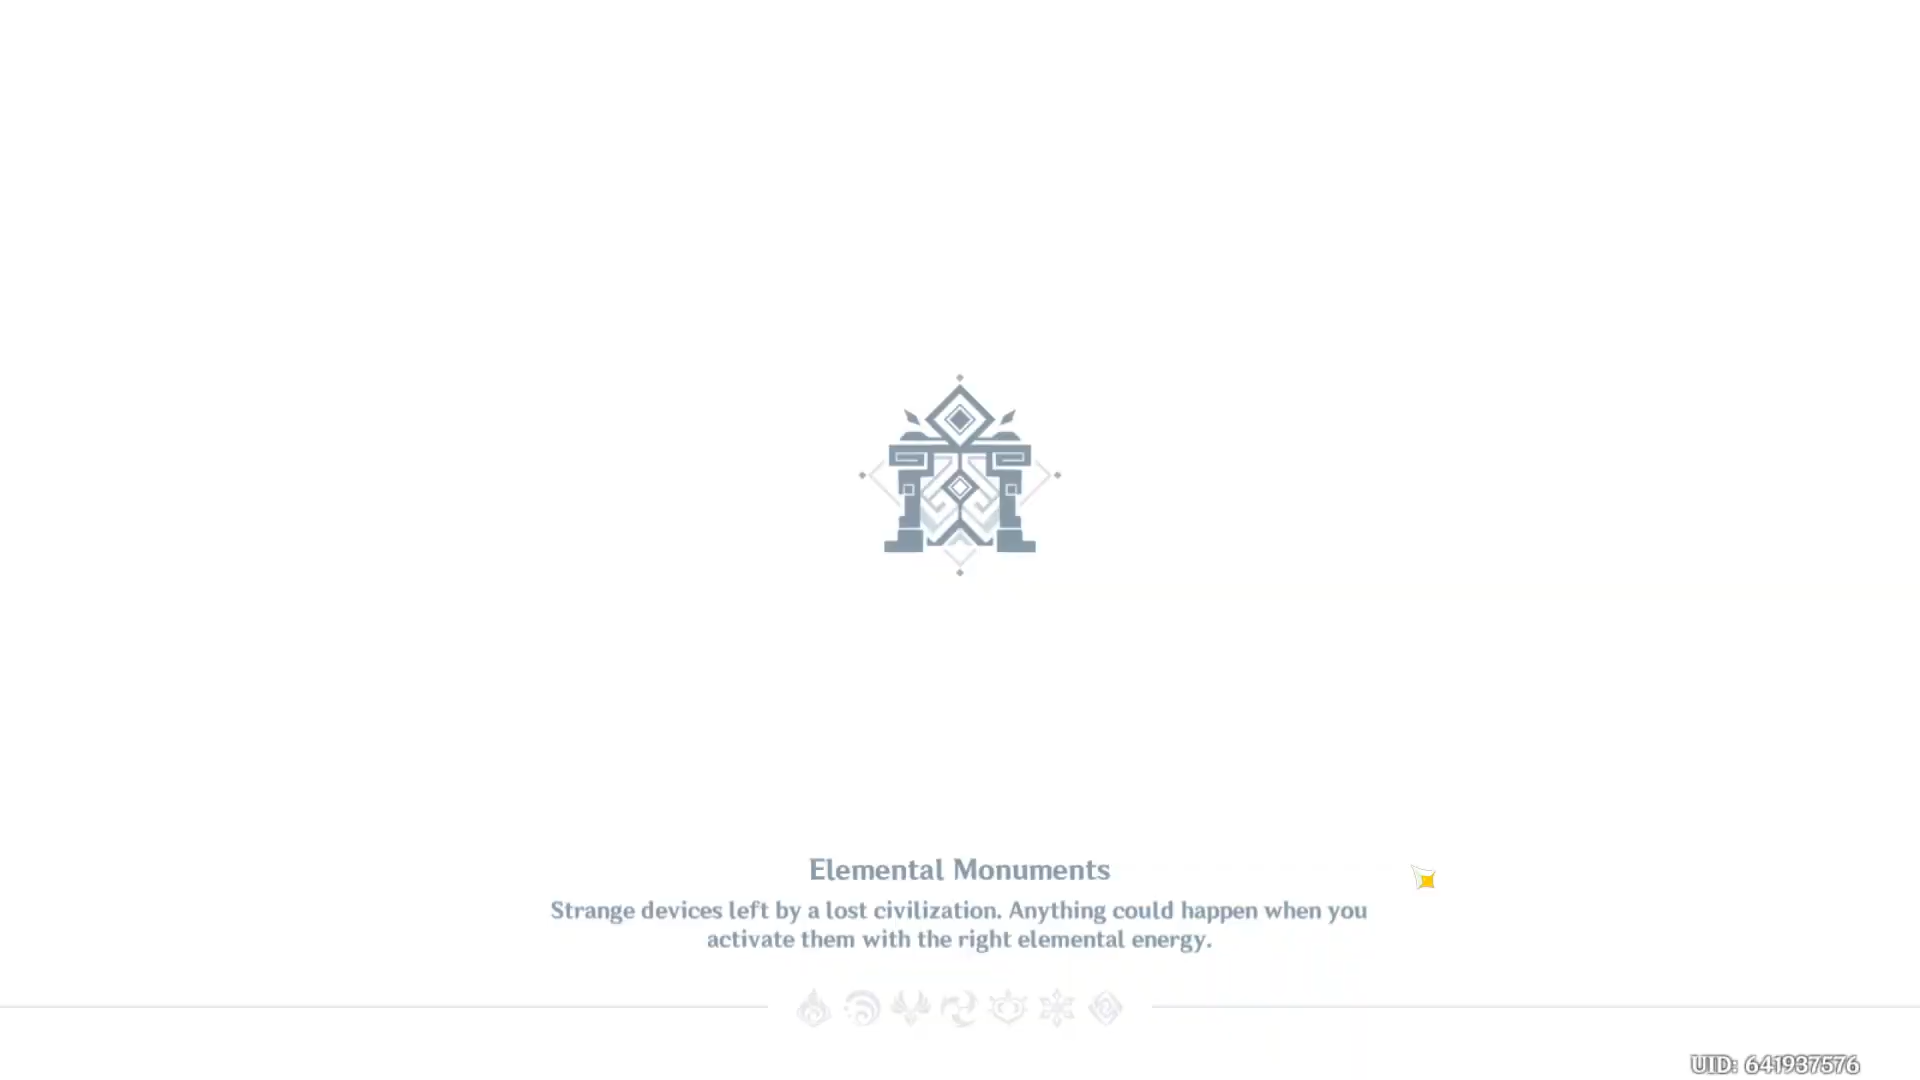 Elemental Monuments
Strange devices left by a lost civilization. Anything could happen when you
activate them with the right elemental energy.
UID: 641937576